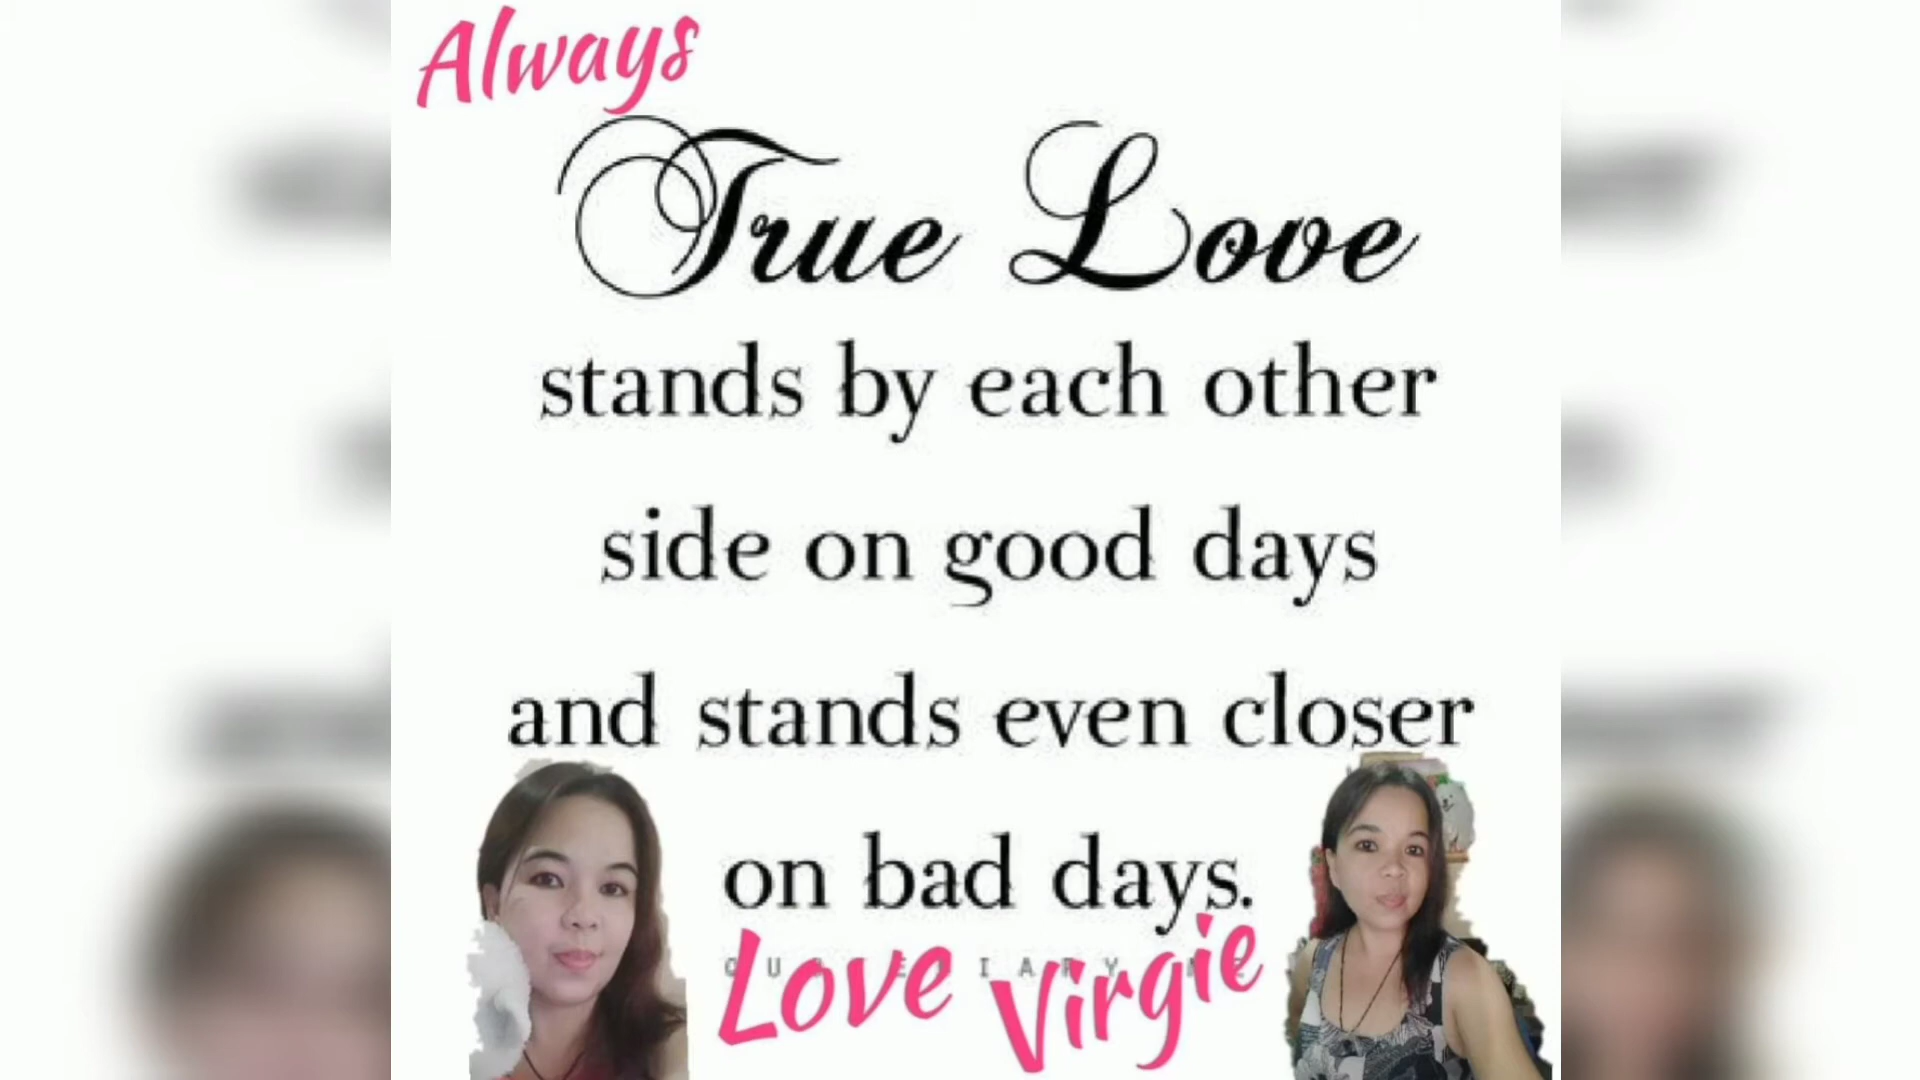 Always
True Love
stands by each other
side on good days
and stands even closer
on bad days.
Love Virgie